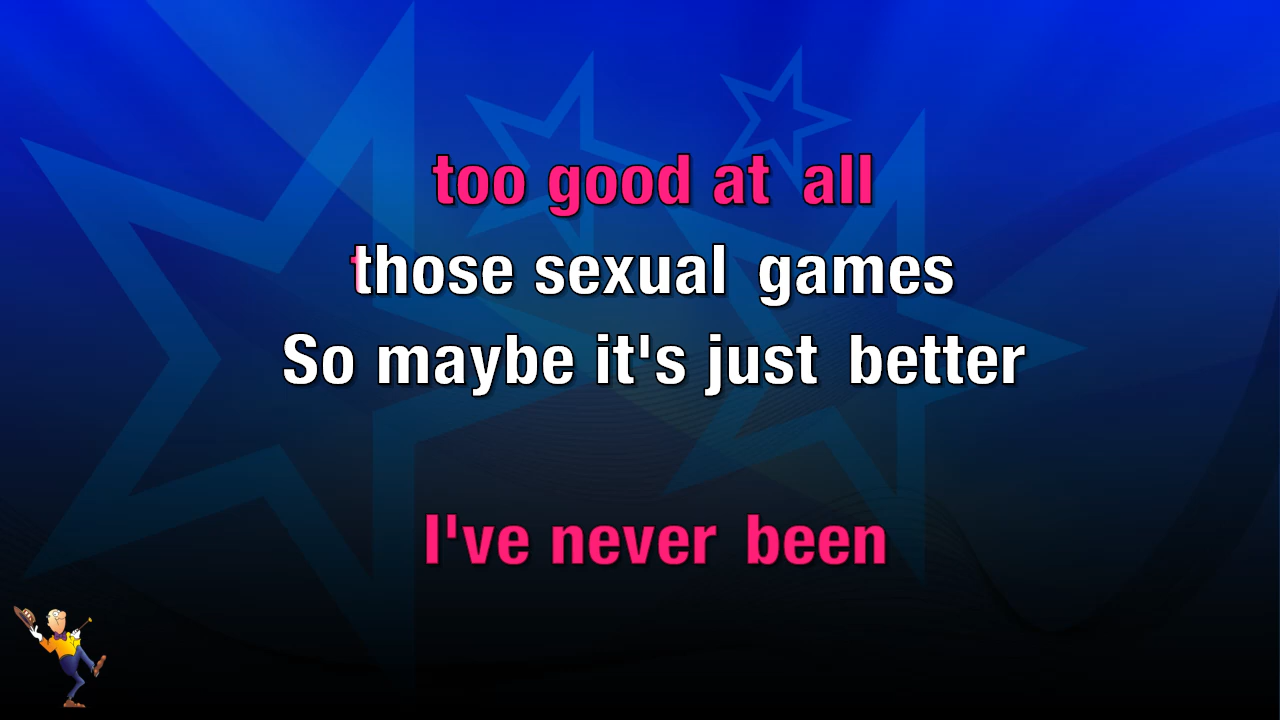 too good at all
those sexual games
So maybe it's just better
I've never been